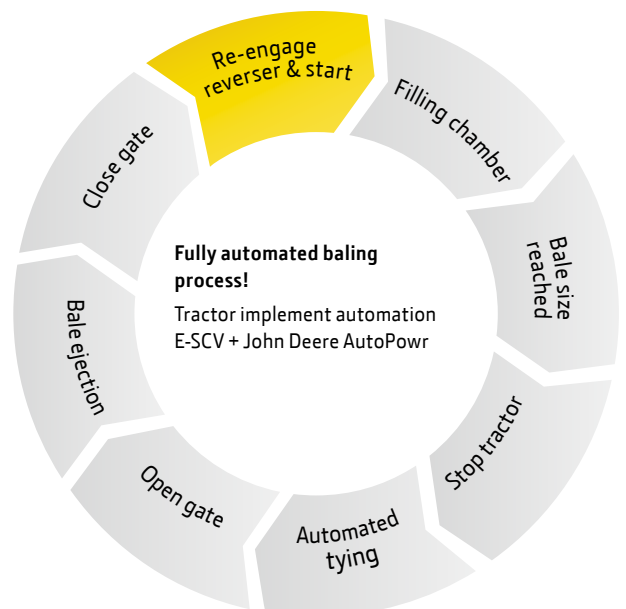 Re-engage
reverser & start
Filling chamber
Bale size
reached
Stop tractor
Automated
tying
Open gate
Bale ejection
Close gate
Fully automated baling
process!
Tractor implement automation
E-SCV + John Deere AutoPowr